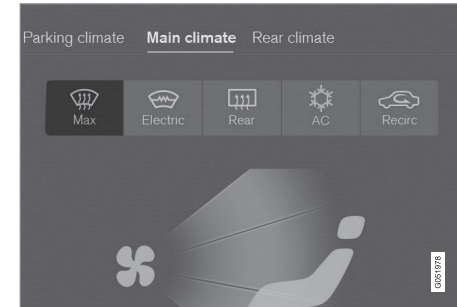 Parking climate Main climate Rear climate
Max Electric Rear AC Recirc
G051978